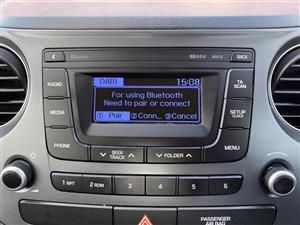 MP3
BACK
DAB1 15:08
For using Bluetooth
Need to pair or connect
1 Pair 2 Conn... 3 Cancel
RADIO
MEDIA
PHONE
TA
SCAN
SETUP
CLOCK
MENU
SEEK
TRACK
FOLDER
1 RPT
2 RDM
3
4
5
6
PASSENGER
AIR BAG